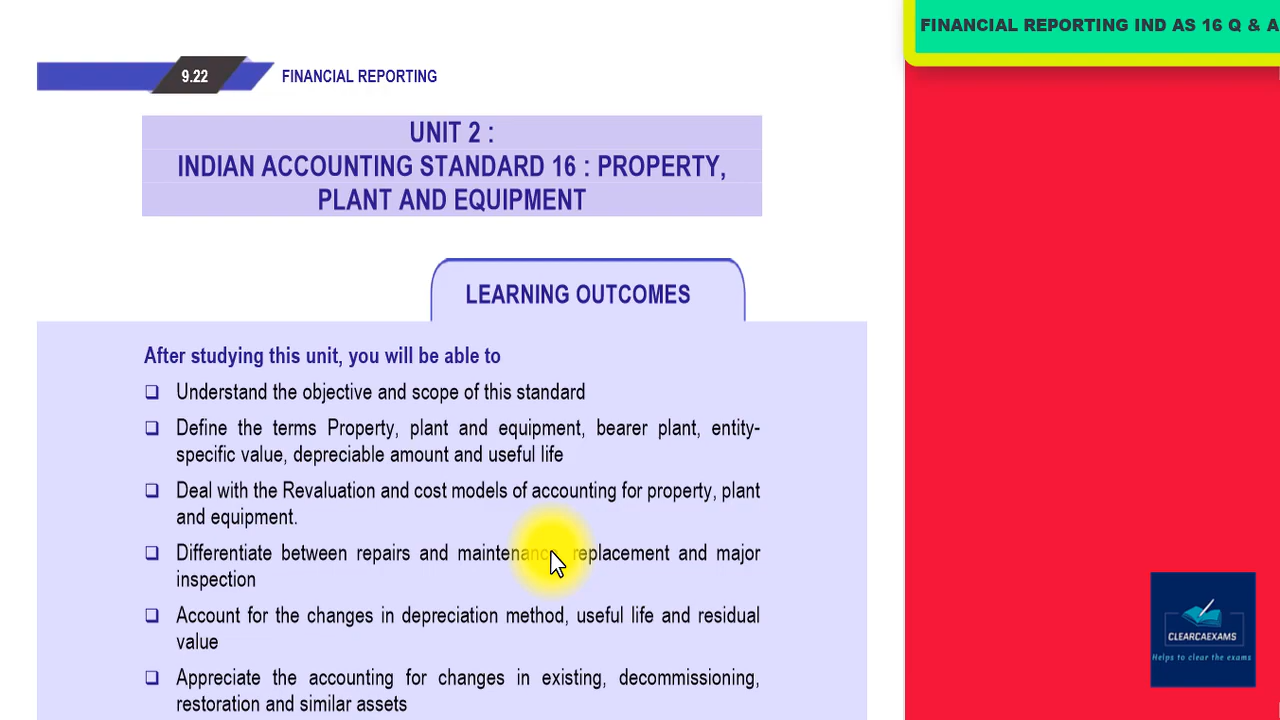 FINANCIAL REPORTING IND AS 16 Q & A
9.22 FINANCIAL REPORTING
UNIT 2 :
INDIAN ACCOUNTING STANDARD 16 : PROPERTY,
PLANT AND EQUIPMENT
LEARNING OUTCOMES
After studying this unit, you will be able to
❑ Understand the objective and scope of this standard
❑ Define the terms Property, plant and equipment, bearer plant, entity-
specific value, depreciable amount and useful life
❑ Deal with the Revaluation and cost models of accounting for property, plant
and equipment.
❑ Differentiate between repairs and maintenance, replacement and major
inspection
❑ Account for the changes in depreciation method, useful life and residual
value
❑ Appreciate the accounting for changes in existing, decommissioning,
restoration and similar assets
CLEARCAEXAMS
Helps to clear the exams